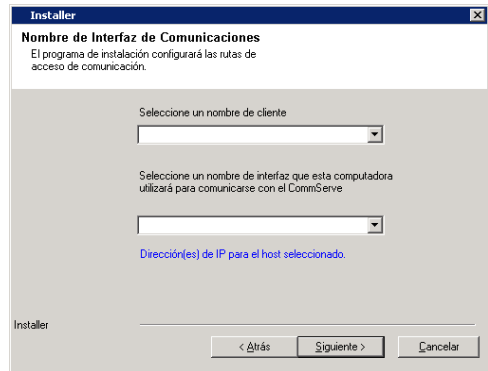 Installer
Nombre de Interfaz de Comunicaciones
El programa de instalación configurará las rutas de
acceso de comunicación.
Seleccione un nombre de cliente
Seleccione un nombre de interfaz que esta computadora
utilizará para comunicarse con el CommServe
Dirección(es) de IP para el host seleccionado.
Installer
< Atrás
Siguiente >
Cancelar